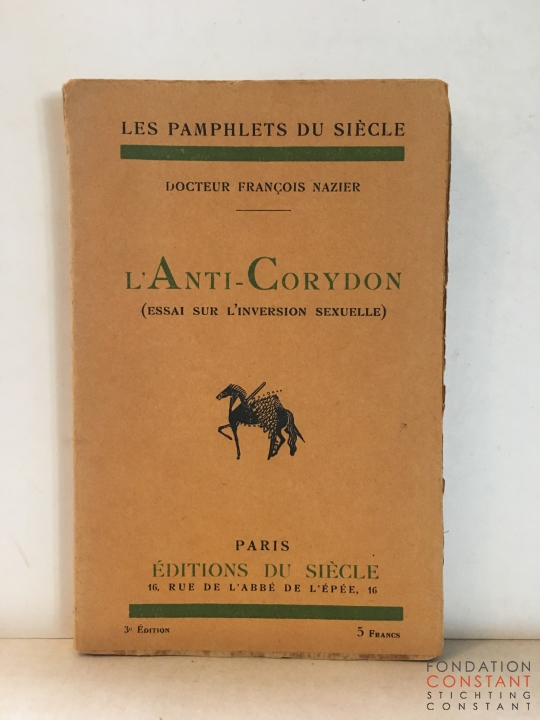 LES PAMPHLETS DU SIÈCLE
DOCTEUR FRANÇOIS NAZIER
L'ANTI-CORYDON
(ESSAI SUR L'INVERSION SEXUELLE)
PARIS
ÉDITIONS DU SIÈCLE
16, RUE DE L'ABBÉ DE L'ÉPÉE, 16
3e ÉDITION
5 FRANCS
FONDATION
CONSTANT
STICHTING
CONSTANT